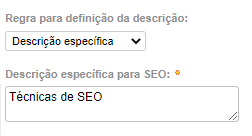 Regra para definição da descrição:
Descrição específica
Descrição específica para SEO: *
Técnicas de SEO